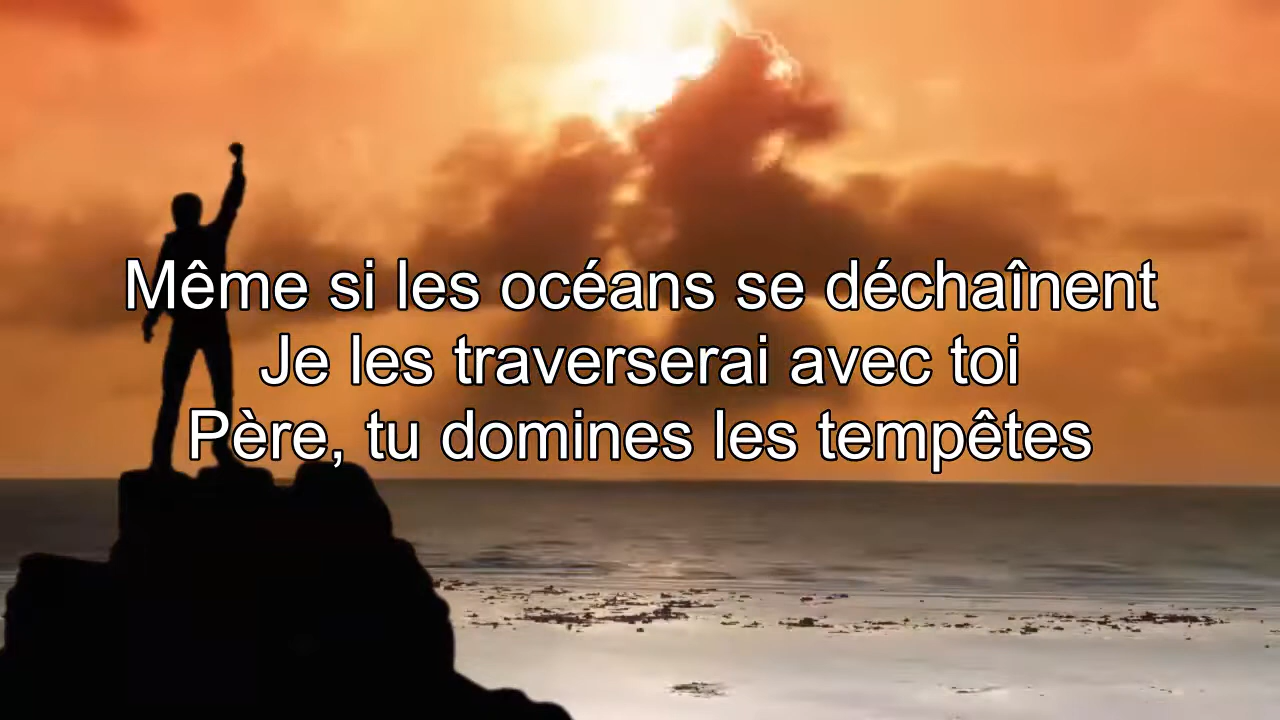 Même si les océans se déchaînent
Je les traverserai avec toi
Père, tu domines les tempêtes